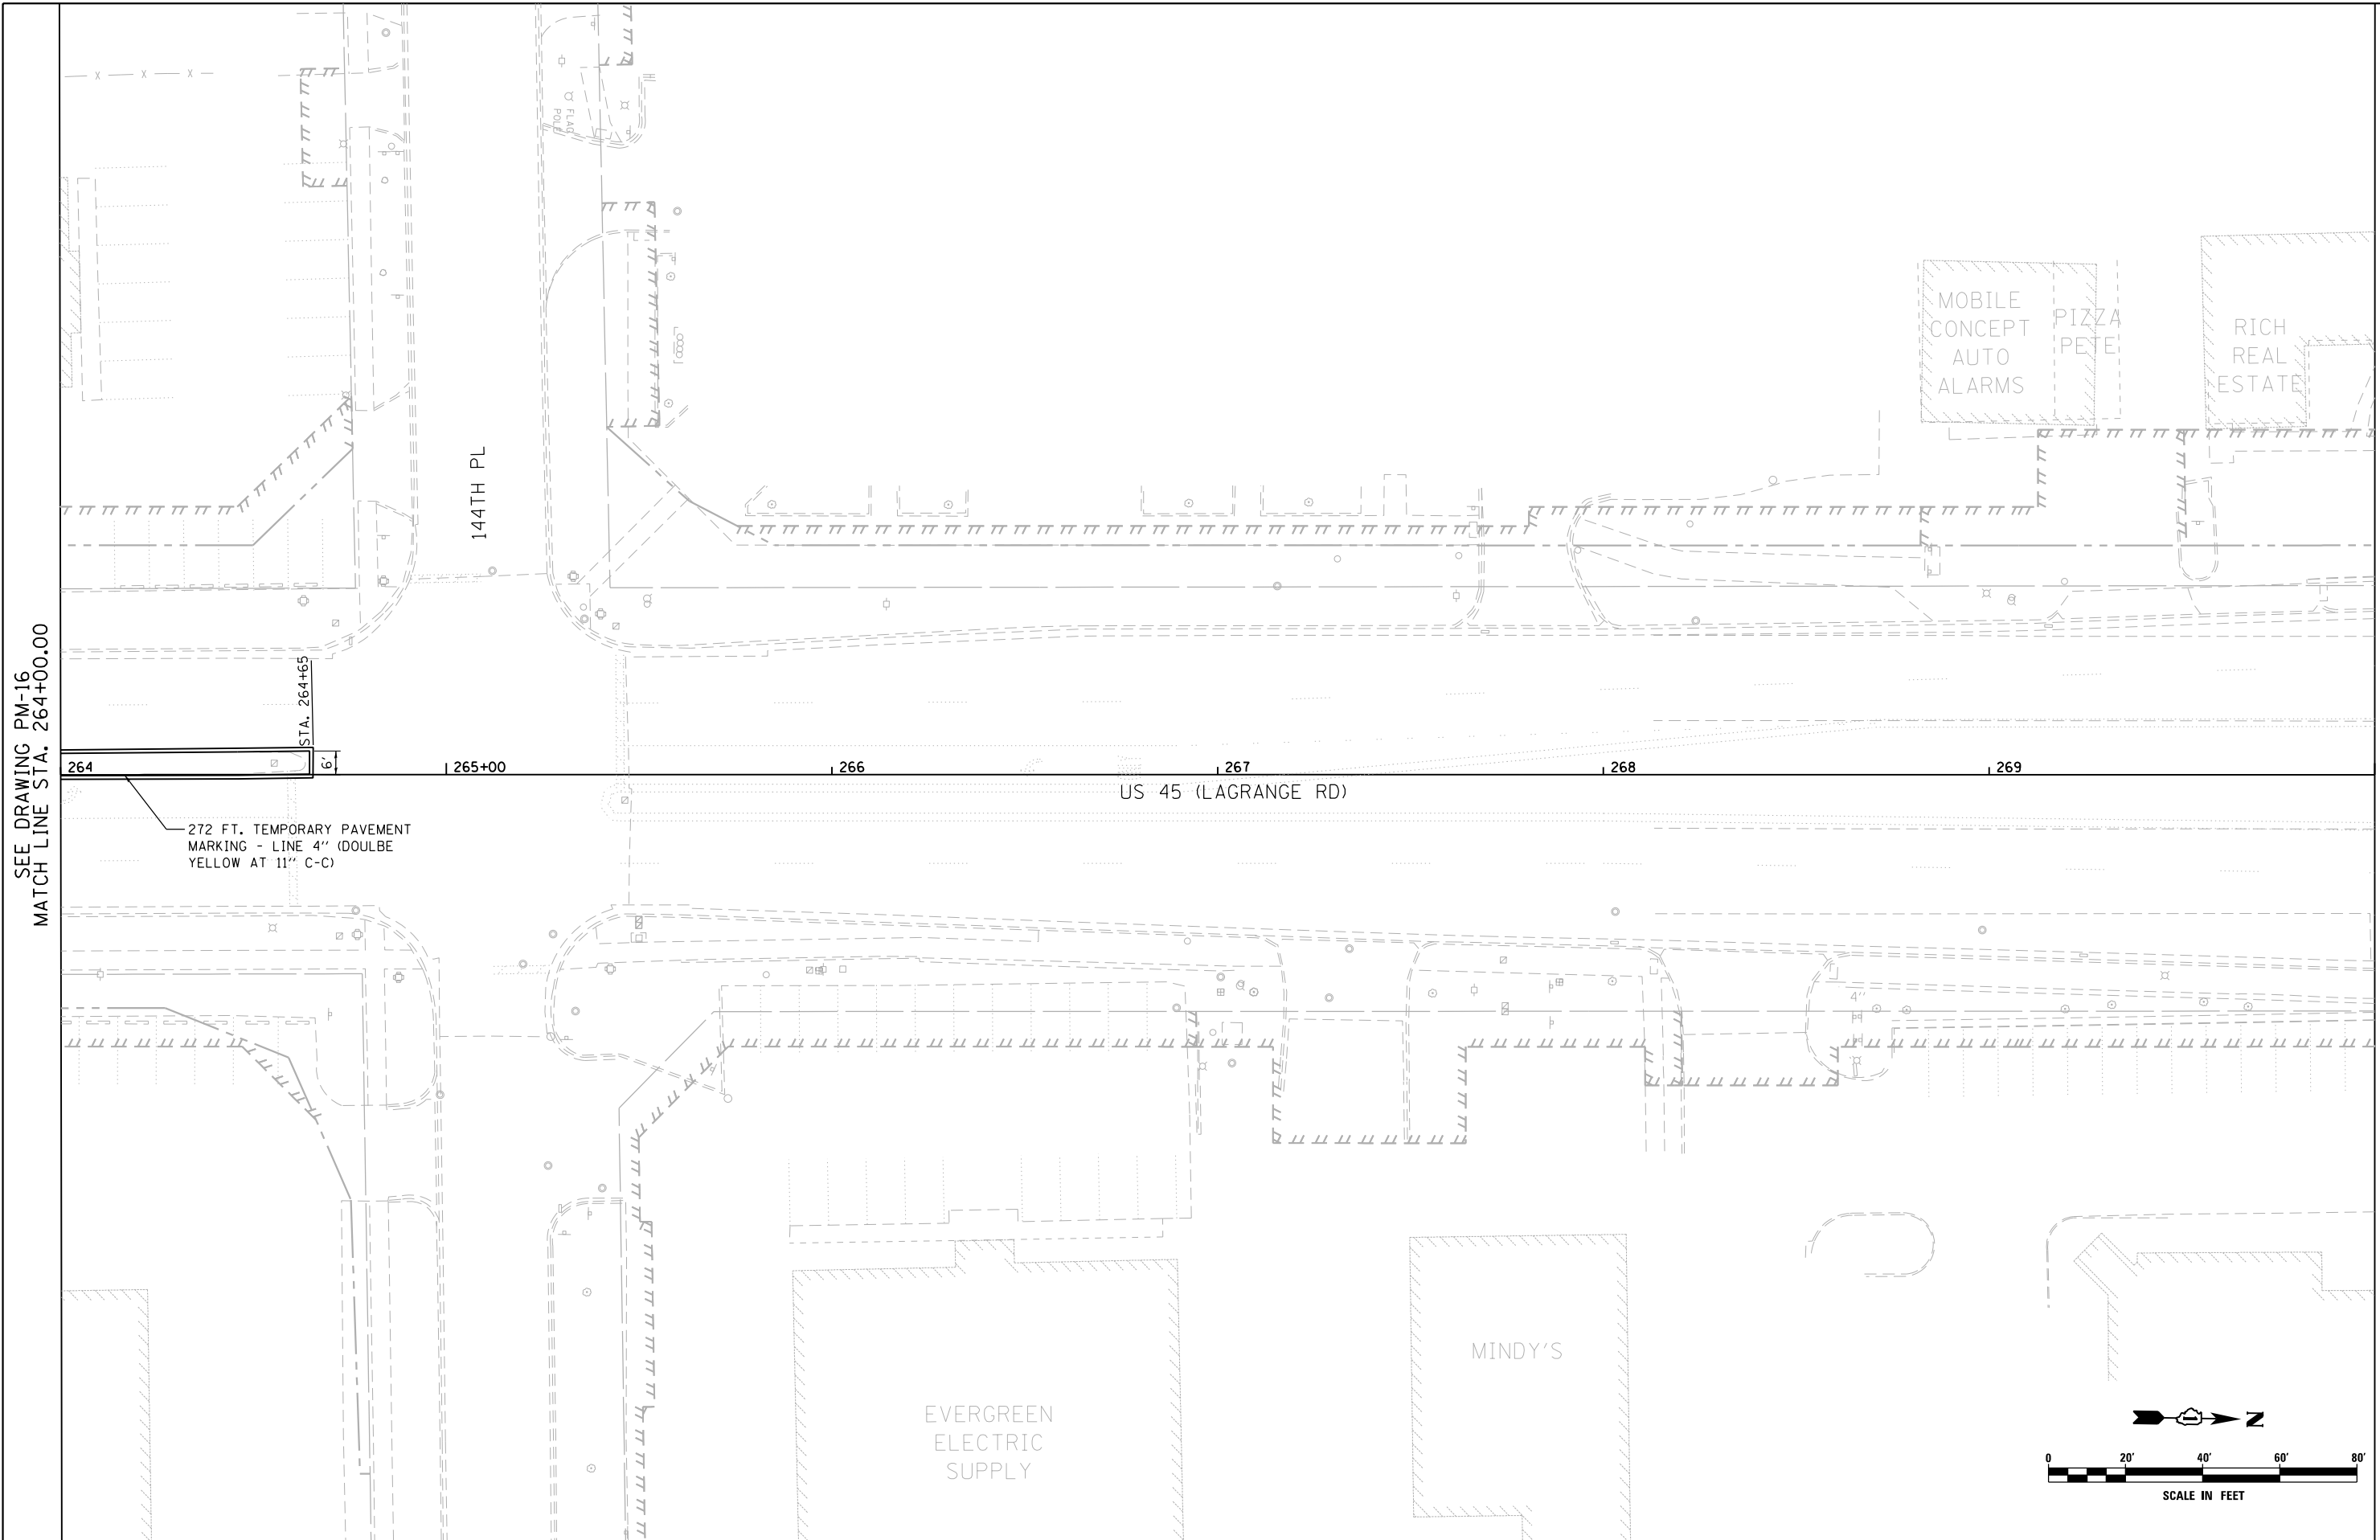 SEE DRAWING PM-16
MATCH LINE STA. 264+00.00
FLAG
POLE
144TH PL
MOBILE
CONCEPT
AUTO
ALARMS
PIZZA
PETE
RICH
REAL
ESTATE
STA. 264+65
6'
264
265+00
266
267
268
269
US 45 (LAGRANGE RD)
272 FT. TEMPORARY PAVEMENT
MARKING - LINE 4'' (DOULBE
YELLOW AT 11'' C-C)
4''
EVERGREEN
ELECTRIC
SUPPLY
MINDY'S
N
0 20' 40' 60' 80'
SCALE IN FEET